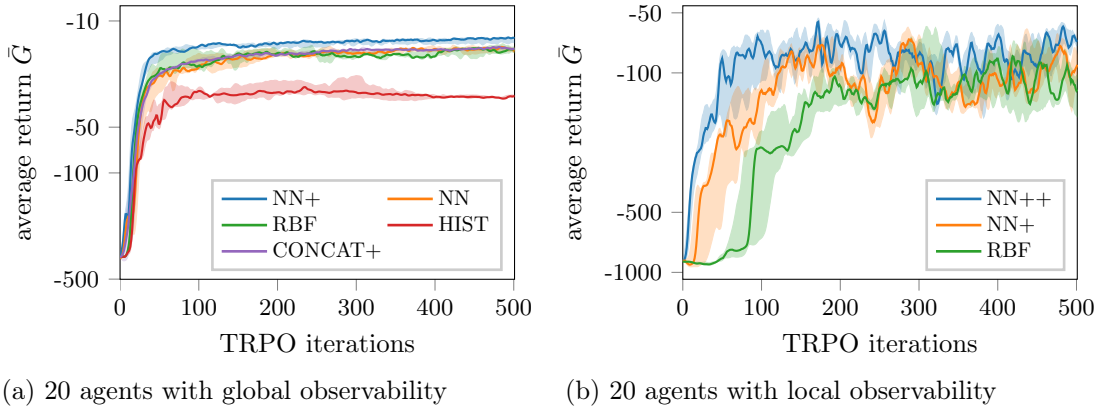 -10
-50
-100
-500
average return Ḡ
0
100
200
300
400
500
TRPO iterations
NN+
NN
RBF
HIST
CONCAT+
(a) 20 agents with global observability
-50
-100
-500
-1000
average return Ḡ
0
100
200
300
400
500
TRPO iterations
NN++
NN+
RBF
(b) 20 agents with local observability